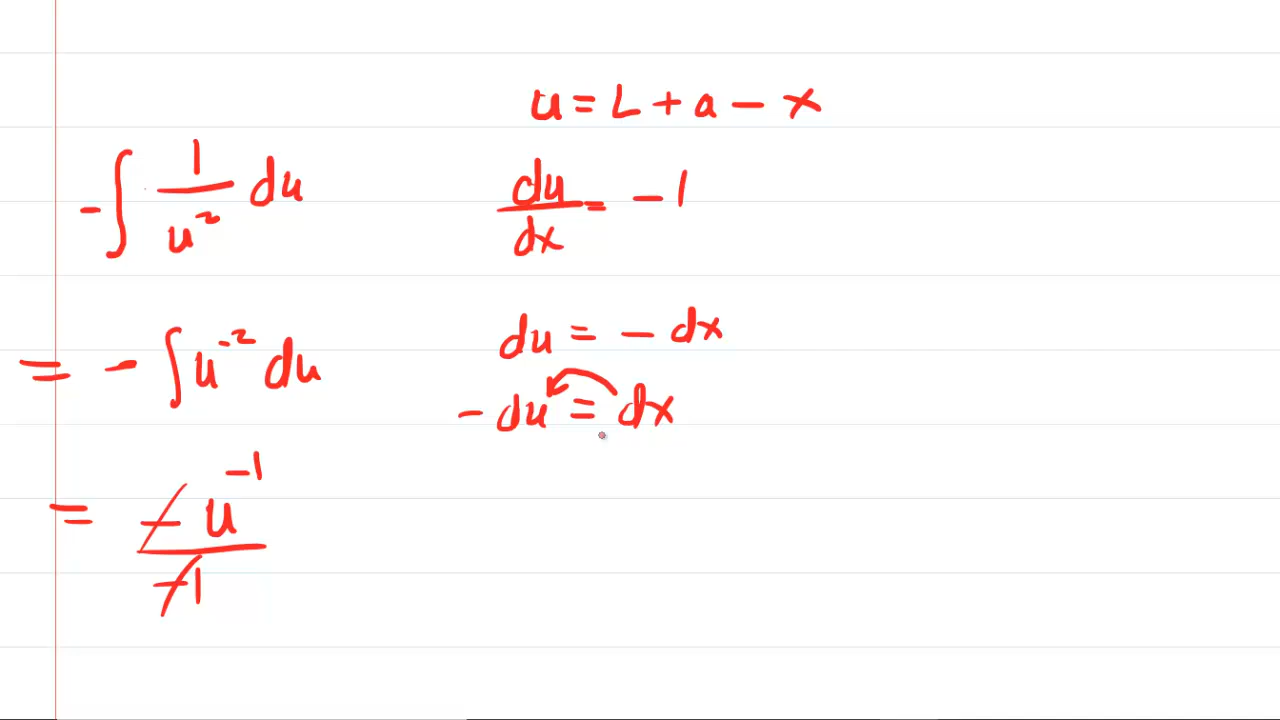 u = L + a - x
- ∫ 1/u² du
du/dx = - 1
= - ∫ u⁻² du
du = - dx
- du = dx
= - u⁻¹ / -1